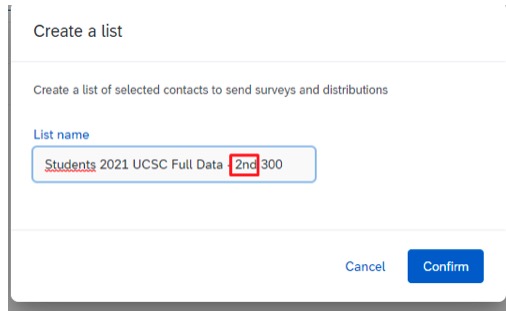 Create a list
Create a list of selected contacts to send surveys and distributions
List name
Students 2021 UCSC Full Data - 2nd 300
Cancel
Confirm